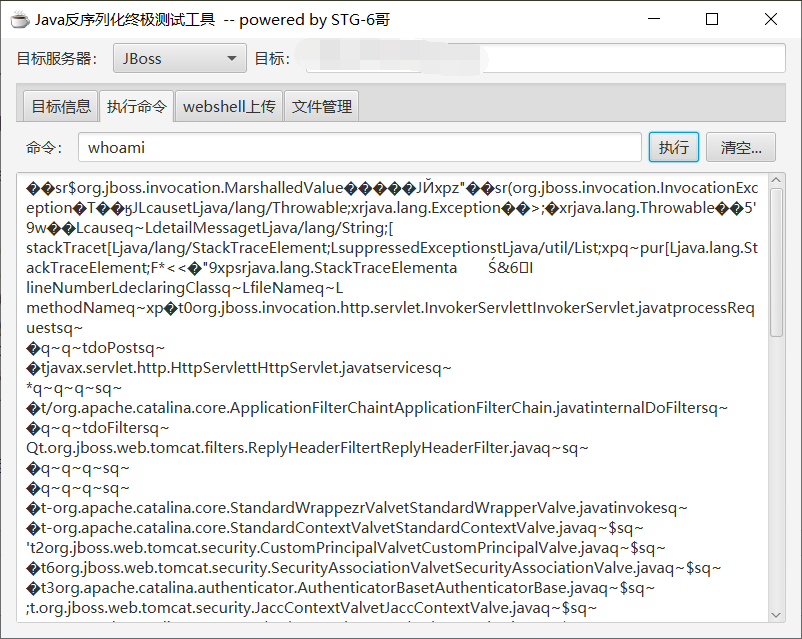 Java反序列化终极测试工具 -- powered by STG-6哥
目标服务器： JBoss 目标：
目标信息 执行命令 webshell上传 文件管理
命令： whoami 执行 清空...
��sr$org.jboss.invocation.MarshalledValue�����JЙxpz"��sr(org.jboss.invocation.InvocationExc
eption�T��ӄJLcausetLjava/lang/Throwable;xrjava.lang.Exception��>;�xrjava.lang.Throwable��5'
9w��Lcauseq~LdetailMessagetLjava/lang/String;[
stackTracet[Ljava/lang/StackTraceElement;LsuppressedExceptionstLjava/util/List;xpq~pur[Ljava.lang.St
ackTraceElement;F*<<�"9xpsrjava.lang.StackTraceElementa Ś&6▯I
lineNumberLdeclaringClassq~LfileNameq~L
methodNameq~xp�t0org.jboss.invocation.http.servlet.InvokerServlettInvokerServlet.javatprocessReq
uestsq~
�q~q~tdoPostsq~
�tjavax.servlet.http.HttpServlettHttpServlet.javatservicesq~
*q~q~q~sq~
�t/org.apache.catalina.core.ApplicationFilterChaintApplicationFilterChain.javatinternalDoFiltersq~
�q~q~tdoFiltersq~
Qt.org.jboss.web.tomcat.filters.ReplyHeaderFiltertReplyHeaderFilter.javaq~sq~
�q~q~q~sq~
�q~q~q~sq~
�t-org.apache.catalina.core.StandardWrappezrValvetStandardWrapperValve.javatinvokesq~
�t-org.apache.catalina.core.StandardContextValvetStandardContextValve.javaq~$sq~
't2org.jboss.web.tomcat.security.CustomPrincipalValvetCustomPrincipalValve.javaq~$sq~
�t6org.jboss.web.tomcat.security.SecurityAssociationValvetSecurityAssociationValve.javaq~$sq~
�t3org.apache.catalina.authenticator.AuthenticatorBasetAuthenticatorBase.javaq~$sq~
;t.org.jboss.web.tomcat.security.JaccContextValvetJaccContextValve.javaq~$sq~